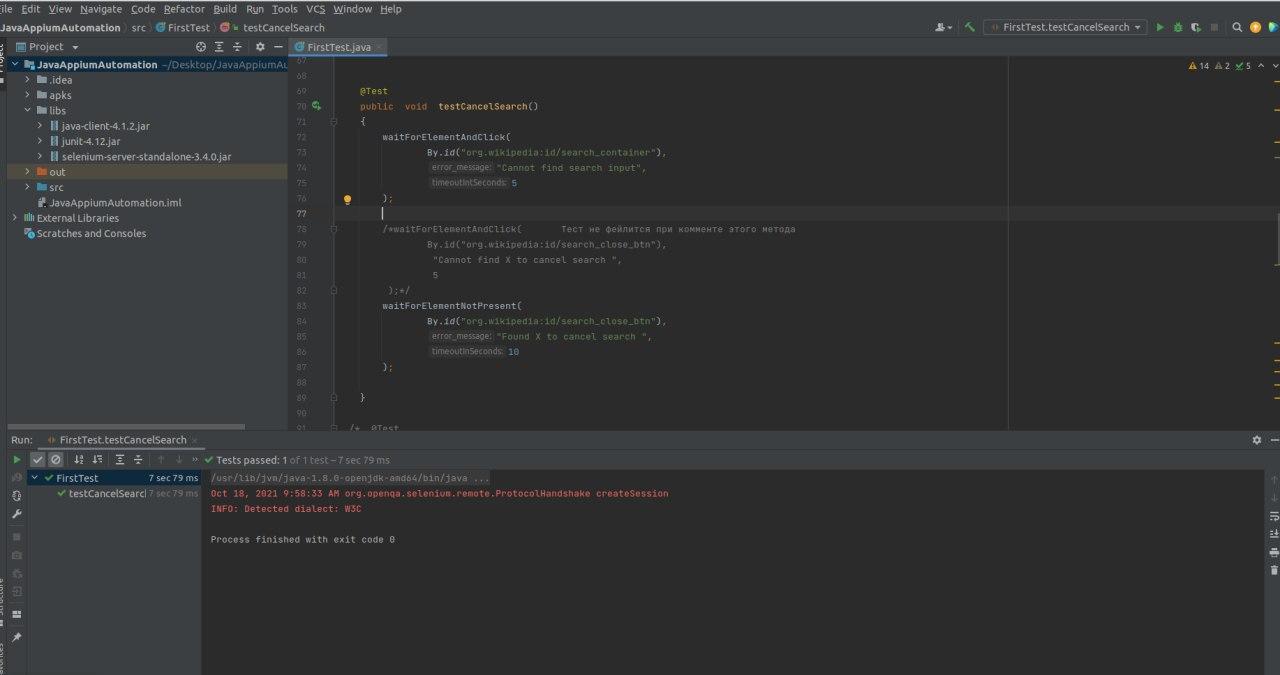 File Edit View Navigate Code Refactor Build Run Tools VCS Window Help
JavaAppiumAutomation src FirstTest testCancelSearch FirstTest.testCancelSearch
Project FirstTest.java
JavaAppiumAutomation ~/Desktop/JavaAppiumAu
.idea
apks
libs
java-client-4.1.2.jar
junit-4.12.jar
selenium-server-standalone-3.4.0.jar
out
src
JavaAppiumAutomation.iml
External Libraries
Scratches and Consoles
14 2 5
67
68
69 @Test
70 public void testCancelSearch()
71 {
72 waitForElementAndClick(
73 By.id("org.wikipedia:id/search_container"),
74 error_message: "Cannot find search input",
75 timeoutIntSeconds: 5
76 );
77
78 /*waitForElementAndClick( Тест не фейлится при комменте этого метода
79 By.id("org.wikipedia:id/search_close_btn"),
80 "Cannot find X to cancel search ",
81 5
82 );*/
83 waitForElementNotPresent(
84 By.id("org.wikipedia:id/search_close_btn"),
85 error_message: "Found X to cancel search ",
86 timeoutInSeconds: 10
87 );
88
89 }
90
91 /* @Test
Run: FirstTest.testCancelSearch
Tests passed: 1 of 1 test – 7 sec 79 ms
FirstTest 7 sec 79 ms
testCancelSearc 7 sec 79 ms
/usr/lib/jvm/java-1.8.0-openjdk-amd64/bin/java ...
Oct 18, 2021 9:58:33 AM org.openqa.selenium.remote.ProtocolHandshake createSession
INFO: Detected dialect: W3C
Process finished with exit code 0